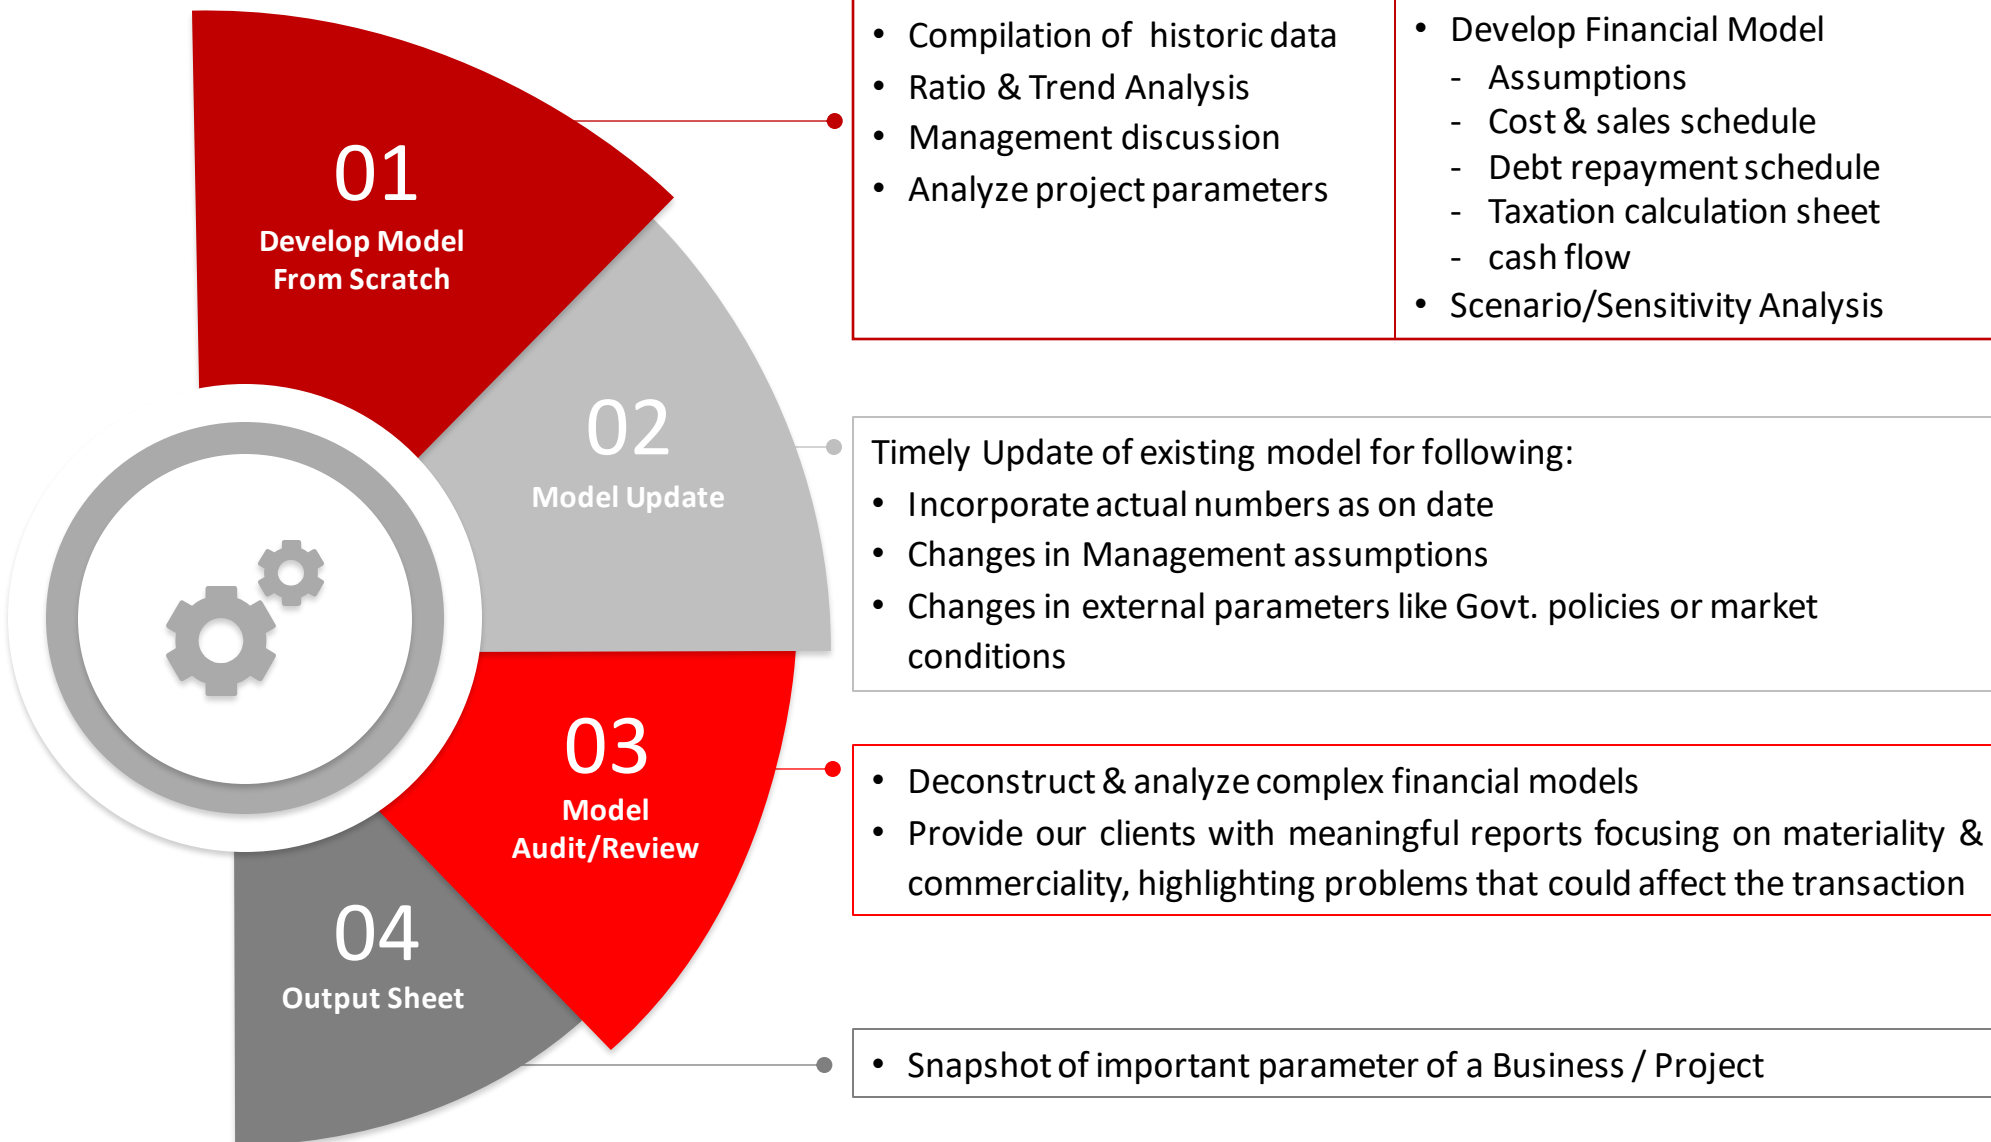 01
Develop Model
From Scratch
• Compilation of historic data
• Ratio & Trend Analysis
• Management discussion
• Analyze project parameters
• Develop Financial Model
- Assumptions
- Cost & sales schedule
- Debt repayment schedule
- Taxation calculation sheet
- cash flow
• Scenario/Sensitivity Analysis
02
Model Update
Timely Update of existing model for following:
• Incorporate actual numbers as on date
• Changes in Management assumptions
• Changes in external parameters like Govt. policies or market
conditions
03
Model
Audit/Review
• Deconstruct & analyze complex financial models
• Provide our clients with meaningful reports focusing on materiality &
commerciality, highlighting problems that could affect the transaction
04
Output Sheet
• Snapshot of important parameter of a Business / Project